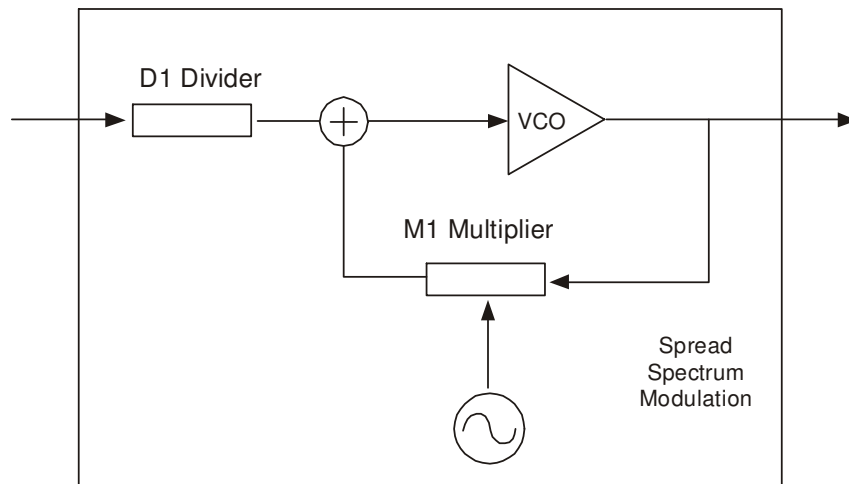 D1 Divider
VCO
M1 Multiplier
Spread
Spectrum
Modulation